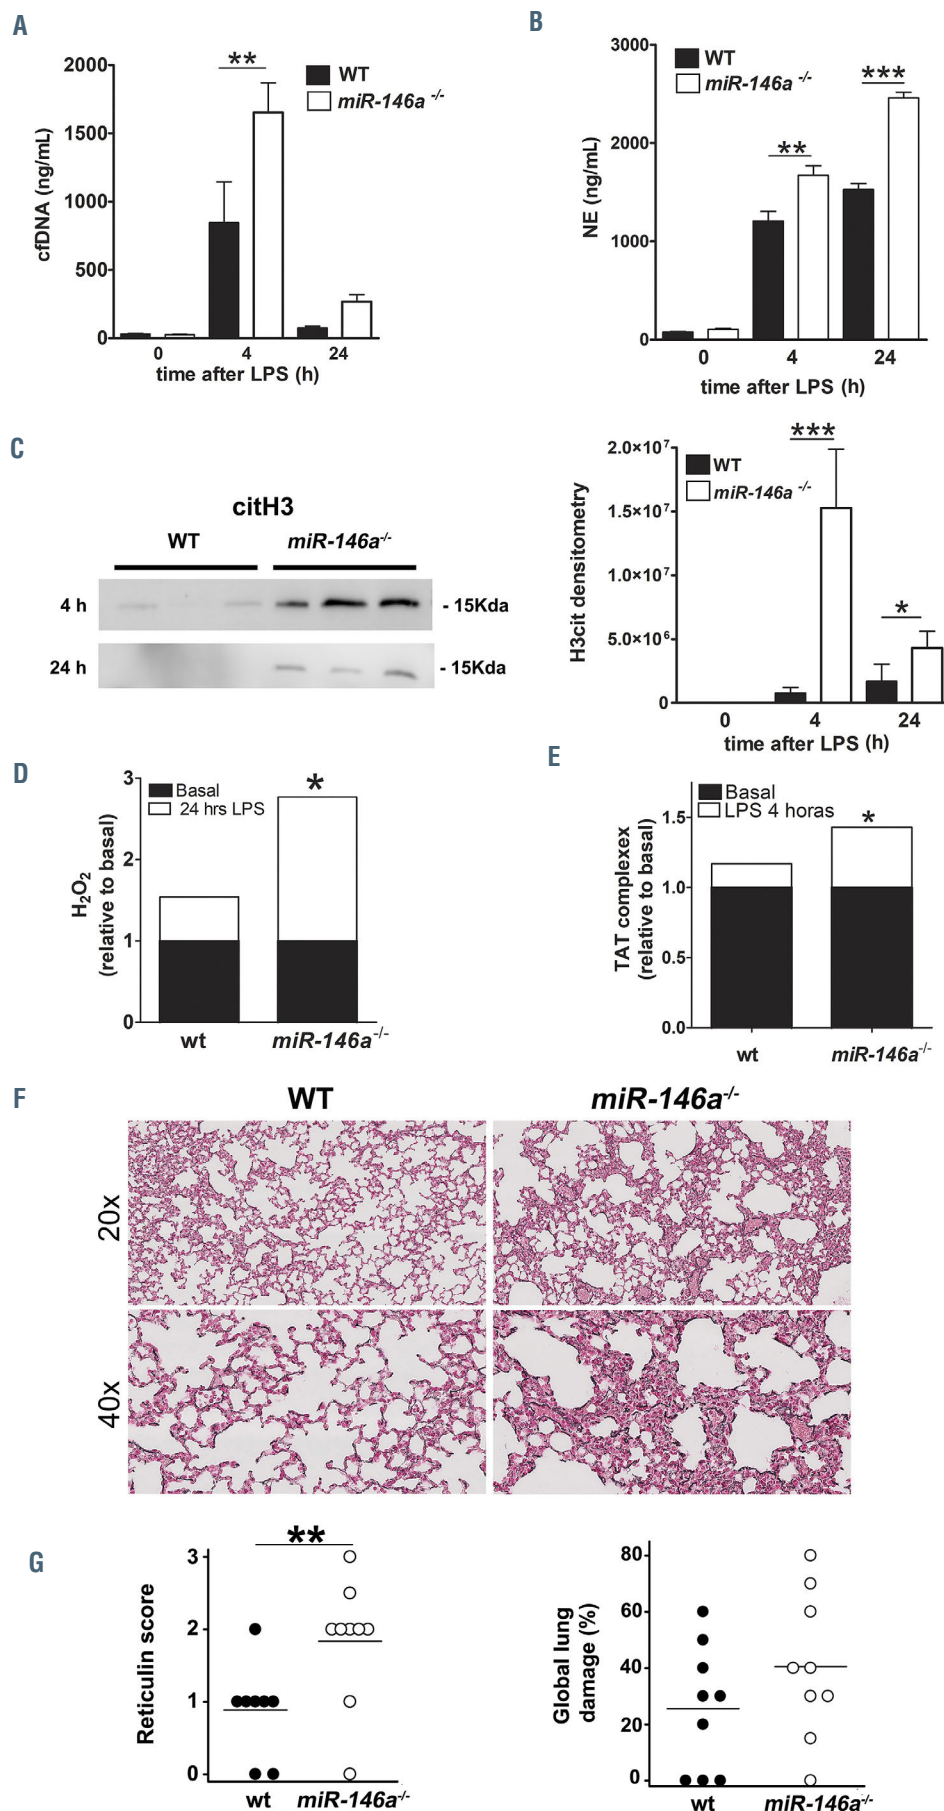 A
2000
1500
1000
500
0
cfDNA (ng/mL)
**
WT
miR-146a -/-
0 4 24
time after LPS (h)
B
3000
2000
1000
0
NE (ng/mL)
WT
miR-146a -/-
**
***
0 4 24
time after LPS (h)
C
citH3
WT miR-146a-/-
4 h - 15Kda
24 h - 15Kda
H3cit densitometry
2.0×10⁷
1.5×10⁷
1.0×10⁷
5.0×10⁶
0
WT
miR-146a -/-
***
*
0 4 24
time after LPS (h)
D
H₂O₂
(relative to basal)
3
2
1
0
Basal
24 hrs LPS
*
wt miR-146a-/-
E
TAT complexex
(relative to basal)
1.5
1.0
0.5
0.0
Basal
LPS 4 horas
*
wt miR-146a-/-
F
WT miR-146a-/-
20x
40x
G
Reticulin score
3
2
1
0
**
wt miR-146a-/-
Global lung
damage (%)
80
60
40
20
0
wt miR-146a-/-